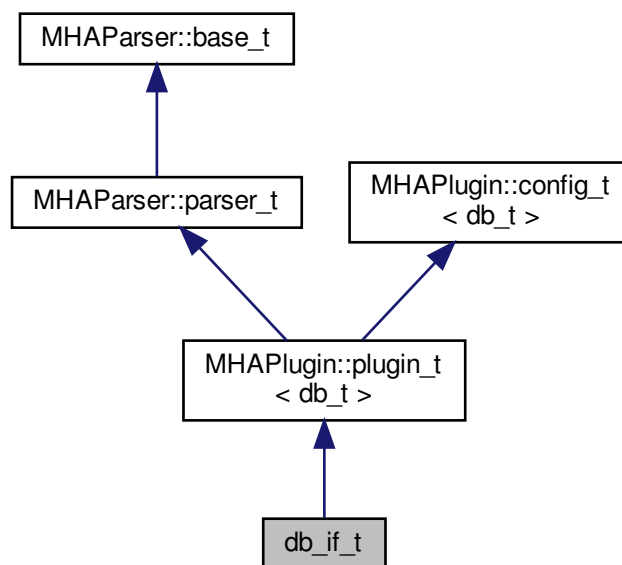 MHAParser::base_t
MHAParser::parser_t
MHAPlugin::config_t
< db_t >
MHAPlugin::plugin_t
< db_t >
db_if_t